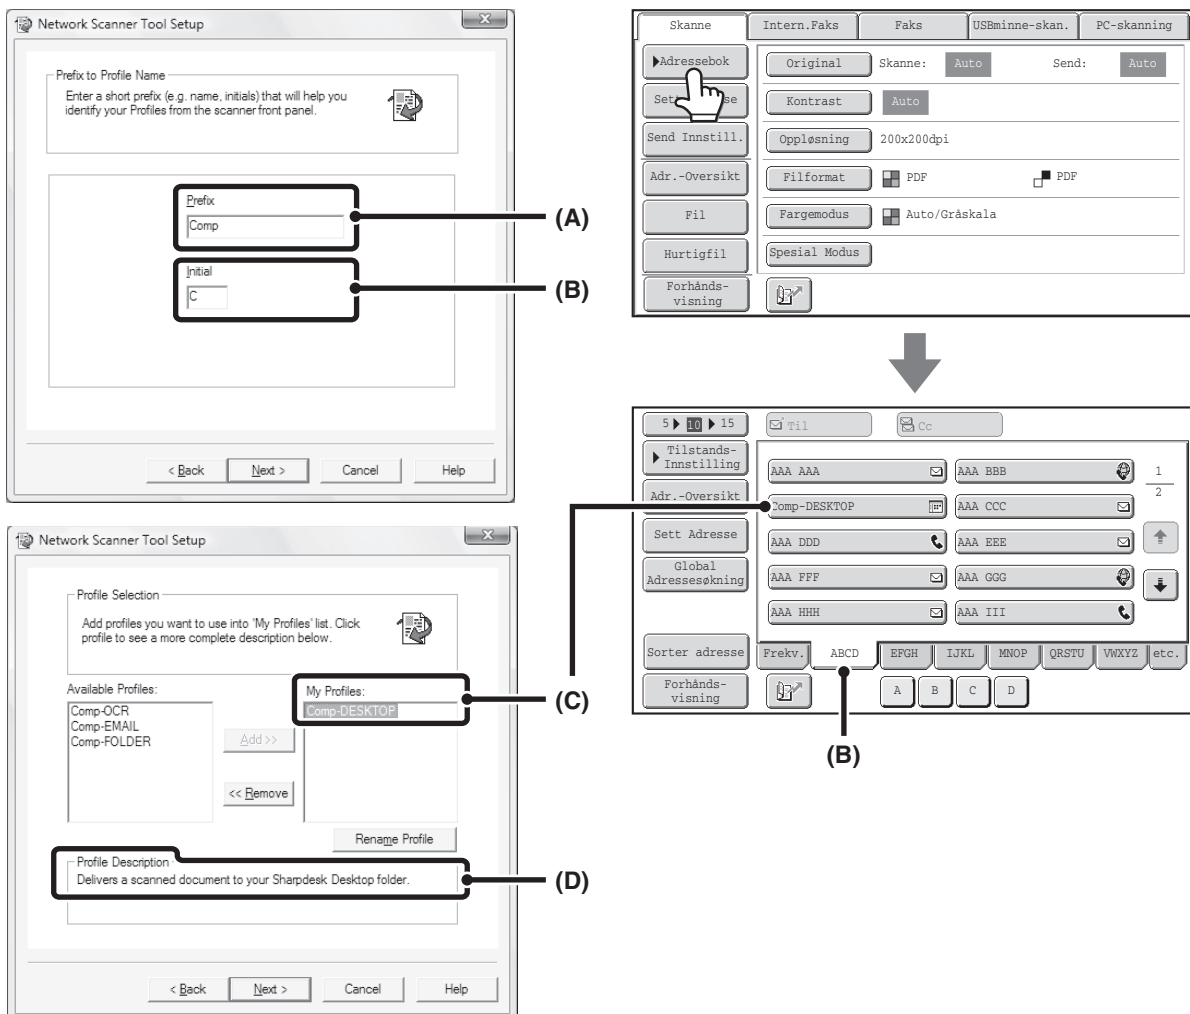 Network Scanner Tool Setup
Prefix to Profile Name
Enter a short prefix (e.g. name, initials) that will help you
identify your Profiles from the scanner front panel.
Prefix
Comp
(A)
Initial
C
(B)
< Back
Next >
Cancel
Help
Network Scanner Tool Setup
Profile Selection
Add profiles you want to use into 'My Profiles' list. Click
profile to see a more complete description below.
Available Profiles:
My Profiles:
Comp-OCR
Comp-EMAIL
Comp-FOLDER
Comp-DESKTOP
(C)
Add >>
<< Remove
Rename Profile
Profile Description
Delivers a scanned document to your Sharpdesk Desktop folder.
(D)
< Back
Next >
Cancel
Help
Skanne
Intern.Faks
Faks
USBminne-skan.
PC-skanning
Adressebok
Original
Skanne:
Auto
Send:
Auto
Kontrast
Auto
Send Innstill.
Oppløsning
200x200dpi
Adr.-Oversikt
Filformat
PDF
PDF
Fil
Fargemodus
Auto/Gråskala
Hurtigfil
Spesial Modus
Forhånds-
visning
5 10 15
Til
Cc
Tilstands-
Innstilling
AAA AAA
AAA BBB
1
2
Adr.-Oversikt
Comp-DESKTOP
AAA CCC
Sett Adresse
AAA DDD
AAA EEE
Global
Adressesøkning
AAA FFF
AAA GGG
AAA HHH
AAA III
Sorter adresse
Frekv.
ABCD
EFGH
IJKL
MNOP
QRSTU
VWXYZ
etc.
Forhånds-
visning
A
B
C
D
(B)